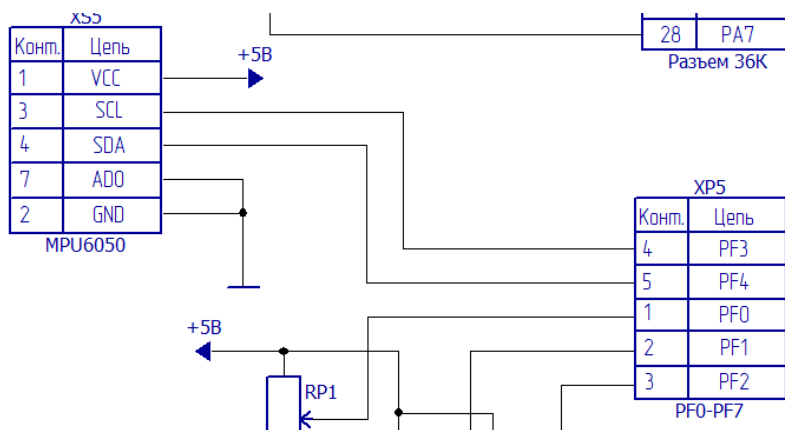 XS5
Конт. Цепь
1 VCC
3 SCL
4 SDA
7 AD0
2 GND
MPU6050
+5В
28 PA7
Разъем 36К
XP5
Конт. Цепь
4 PF3
5 PF4
1 PF0
2 PF1
3 PF2
PF0-PF7
+5В
RP1